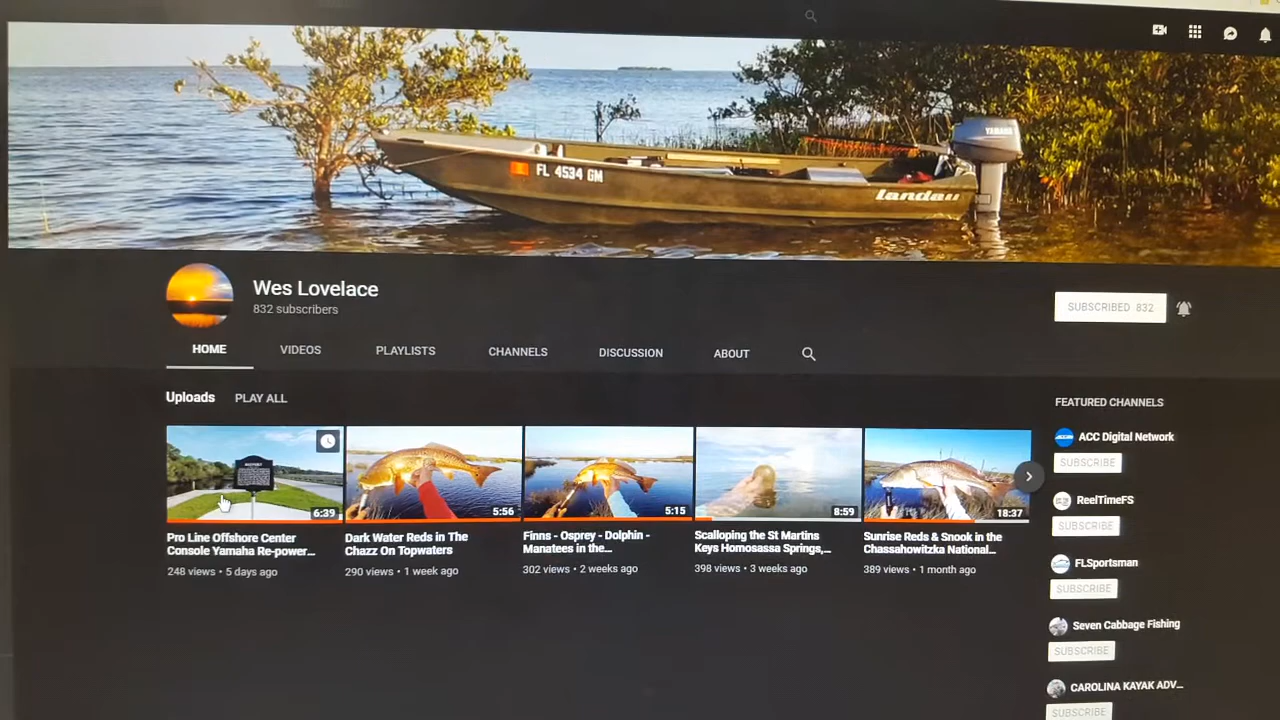 YAMAHA
FL 4534 GM
Landau
Wes Lovelace
832 subscribers
SUBSCRIBED 832
HOME VIDEOS PLAYLISTS CHANNELS DISCUSSION ABOUT
Uploads PLAY ALL
6:39
5:56
5:15
8:59
18:37
Pro Line Offshore Center
Console Yamaha Re-power...
248 views • 5 days ago
Dark Water Reds in The
Chazz On Topwaters
290 views • 1 week ago
Finns - Osprey - Dolphin -
Manatees in the...
302 views • 2 weeks ago
Scalloping the St Martins
Keys Homosassa Springs,...
398 views • 3 weeks ago
Sunrise Reds & Snook in the
Chassahowitzka National...
389 views • 1 month ago
FEATURED CHANNELS
ACC Digital Network
SUBSCRIBE
ReelTimeFS
SUBSCRIBE
FLSportsman
SUBSCRIBE
Seven Cabbage Fishing
SUBSCRIBE
CAROLINA KAYAK ADV...
SUBSCRIBE